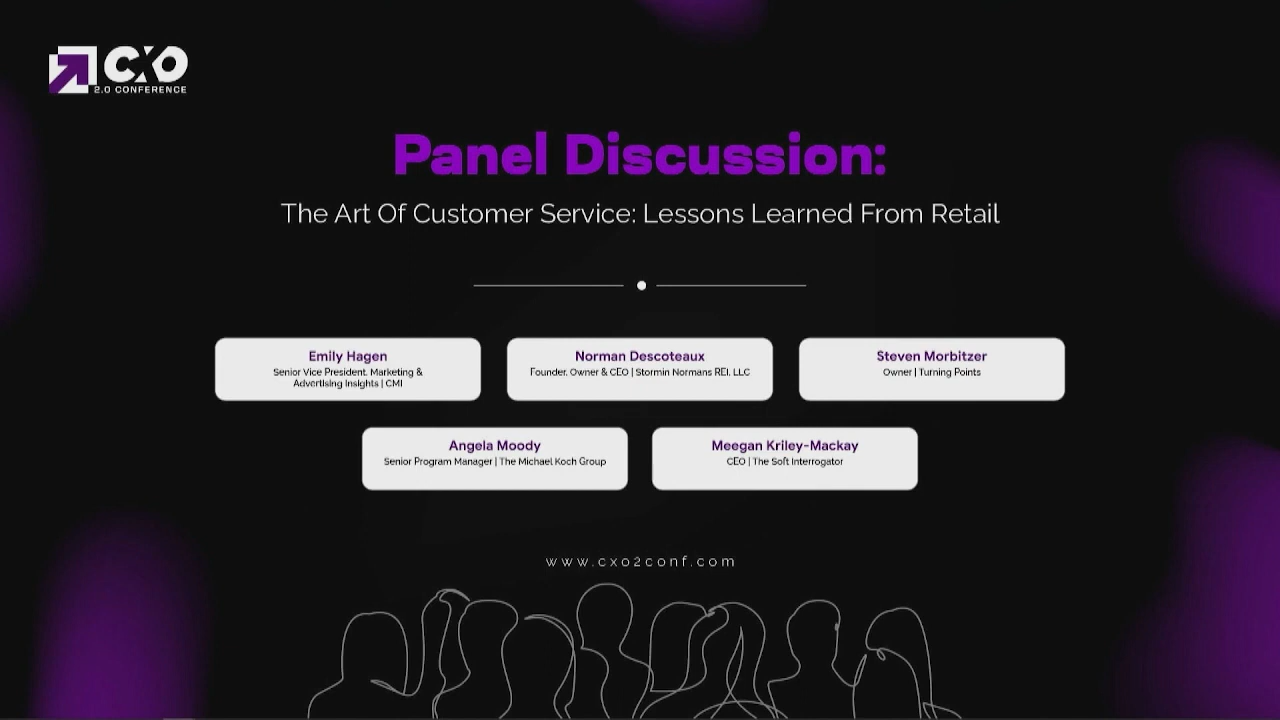 CXO
2.0 CONFERENCE
Panel Discussion:
The Art Of Customer Service: Lessons Learned From Retail
Emily Hagen
Senior Vice President, Marketing &
Advertising Insights | CMI
Norman Descoteaux
Founder, Owner & CEO | Stormin Normans REI, LLC
Steven Morbitzer
Owner | Turning Points
Angela Moody
Senior Program Manager | The Michael Koch Group
Meegan Kriley-Mackay
CEO | The Soft Interrogator
www.cxo2conf.com